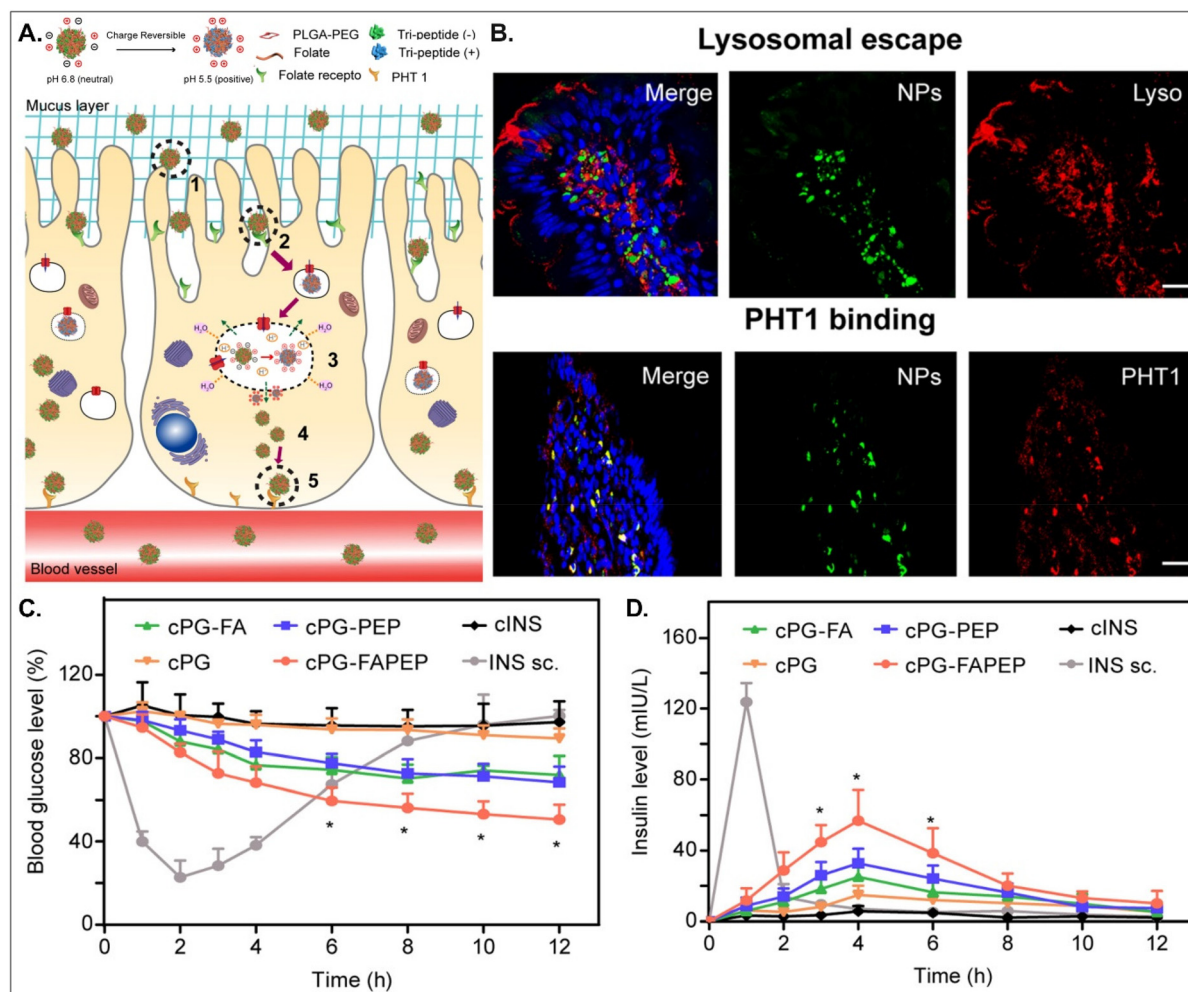 A.
Charge Reversible
pH 6.8 (neutral)
pH 5.5 (positive)
PLGA-PEG
Tri-peptide (-)
Folate
Tri-peptide (+)
Folate recepto
PHT 1
Mucus layer
1
2
H₂O
H₂O
H⁺
H⁺
H⁺
H⁺
3
H₂O
H₂O
4
5
Blood vessel
B.
Lysosomal escape
Merge
NPs
Lyso
PHT1 binding
Merge
NPs
PHT1
C.
cPG-FA
cPG-PEP
cINS
cPG
cPG-FAPEP
INS sc.
Blood glucose level (%)
120
80
40
0
* * * *
0 2 4 6 8 10 12
Time (h)
D.
cPG-FA
cPG-PEP
cINS
cPG
cPG-FAPEP
INS sc.
Insulin level (mIU/L)
160
120
80
40
0
* * *
0 2 4 6 8 10 12
Time (h)